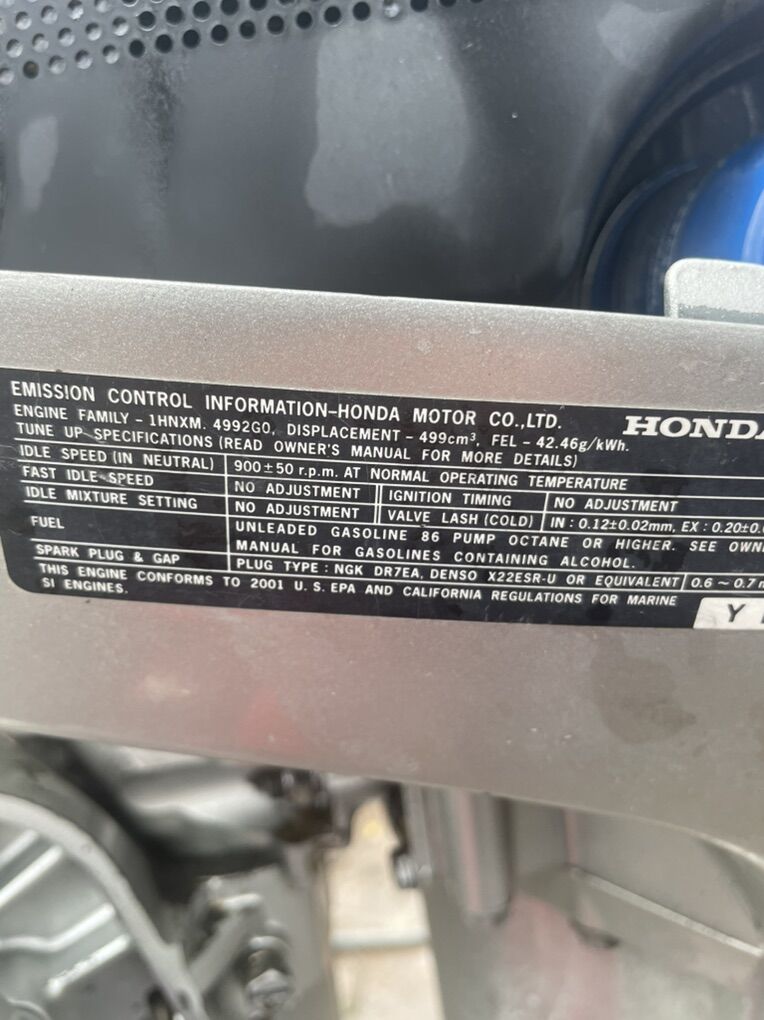 EMISSION CONTROL INFORMATION-HONDA MOTOR CO.,LTD. HONDA
ENGINE FAMILY - 1HNXM. 4992G0, DISPLACEMENT - 499cm³, FEL - 42.46g/kWh.
TUNE UP SPECIFICATIONS (READ OWNER'S MANUAL FOR MORE DETAILS)
IDLE SPEED (IN NEUTRAL) 900±50 r.p.m. AT NORMAL OPERATING TEMPERATURE
FAST IDLE SPEED NO ADJUSTMENT IGNITION TIMING NO ADJUSTMENT
IDLE MIXTURE SETTING NO ADJUSTMENT VALVE LASH (COLD) IN : 0.12±0.02mm, EX : 0.20±0.
FUEL UNLEADED GASOLINE 86 PUMP OCTANE OR HIGHER. SEE OWN
MANUAL FOR GASOLINES CONTAINING ALCOHOL.
SPARK PLUG & GAP PLUG TYPE : NGK DR7EA, DENSO X22ESR-U OR EQUIVALENT 0.6 ~ 0.7
THIS ENGINE CONFORMS TO 2001 U.S. EPA AND CALIFORNIA REGULATIONS FOR MARINE
SI ENGINES. Y